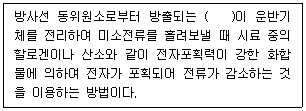 방사선 동위원소로부터 방출되는 (   )이 운반기
체를 전리하여 미소전류를 흘려보낼 때 시료 중의
할로겐이나 산소와 같이 전자포획력이 강한 화합
물에 의하여 전자가 포획되어 전류가 감소하는 것
을 이용하는 방법이다.